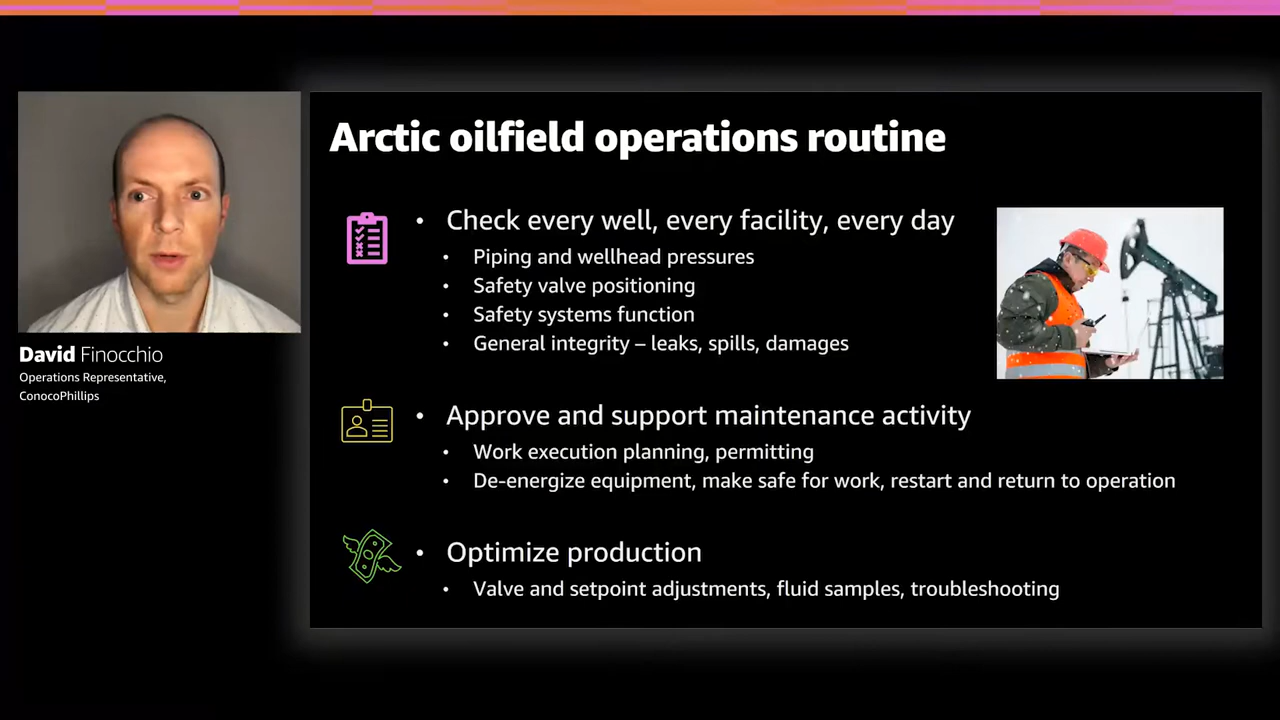 Arctic oilfield operations routine
• Check every well, every facility, every day
• Piping and wellhead pressures
• Safety valve positioning
• Safety systems function
• General integrity – leaks, spills, damages
David Finocchio
Operations Representative,
ConocoPhillips
• Approve and support maintenance activity
• Work execution planning, permitting
• De-energize equipment, make safe for work, restart and return to operation
• Optimize production
• Valve and setpoint adjustments, fluid samples, troubleshooting